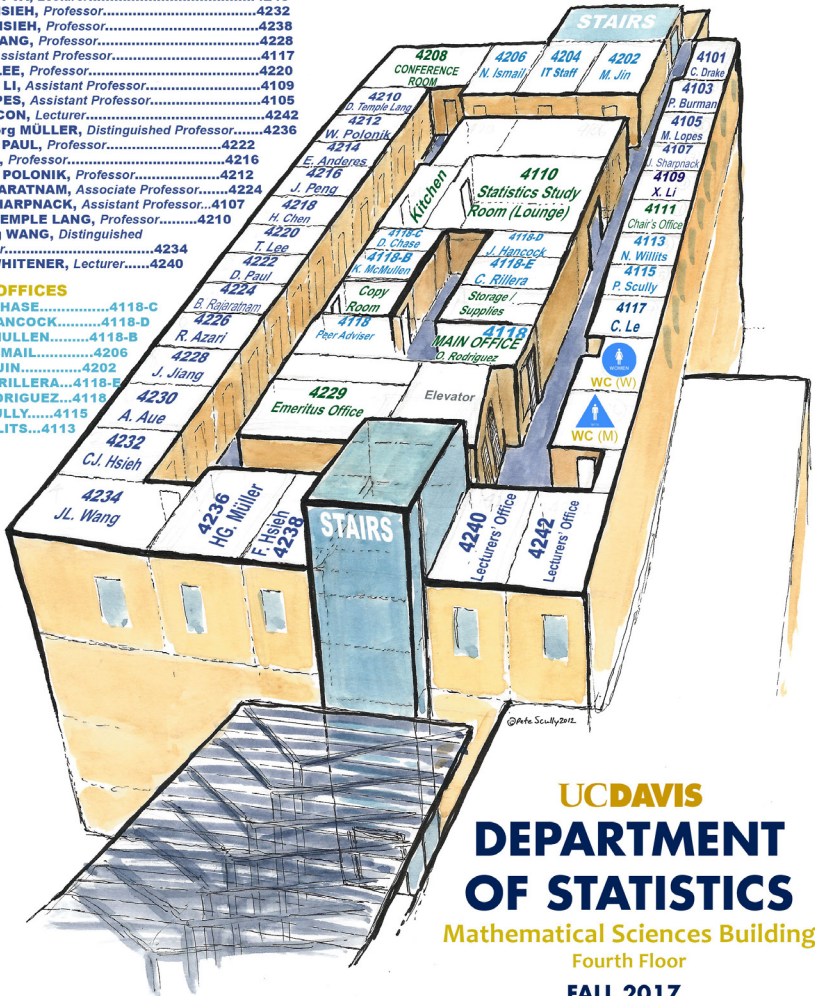 SIEH, Professor.....4232
SIEH, Professor.....4238
ANG, Professor.....4228
ssistant Professor.....4117
LEE, Professor.....4220
LI, Assistant Professor.....4109
PES, Assistant Professor.....4105
CON, Lecturer.....4242
org MÜLLER, Distinguished Professor.....4236
PAUL, Professor.....4222
, Professor.....4216
POLONIK, Professor.....4212
ARATNAM, Associate Professor.....4224
HARPNACK, Assistant Professor...4107
TEMPLE LANG, Professor.....4210
WANG, Distinguished
r.....4234
WHITENER, Lecturer.....4240
OFFICES
HASE.....4118-C
ANCOCK.....4118-D
MULLEN.....4118-B
MAIL.....4206
JIN.....4202
RILLERA...4118-E
DRIGUEZ...4118
ULLY.....4115
LITS...4113
STAIRS
4208
CONFERENCE
ROOM
4206
N. Ismail
4204
IT Staff
4202
M. Jin
4101
C. Drake
4103
P. Burman
4105
M. Lopes
4107
J. Sharpnack
4109
X. Li
4111
Chair's Office
4113
N. Willits
4115
P. Scully
4117
C. Le
WOMEN
WC (W)
WC (M)
4210
D. Temple Lang
4212
W. Polonik
4214
E. Anderes
4216
J. Peng
4218
H. Chen
4220
T. Lee
4222
D. Paul
4224
B. Rajaratnam
4226
R. Azari
4228
J. Jiang
4230
A. Aue
4232
CJ. Hsieh
4234
JL. Wang
4236
HG. Müller
F. Hsieh
4238
Kitchen
4110
Statistics Study
Room (Lounge)
4118-C
D. Chase
4118-B
K. McMullen
Copy
Room
4118
Peer Adviser
4118-D
J. Hancock
4118-E
C. Rillera
Storage /
Supplies
4118
MAIN OFFICE
O. Rodriguez
4229
Emeritus Office
Elevator
STAIRS
4240
Lecturers' Office
4242
Lecturers' Office
©Pete Scully 2012
UCDAVIS
DEPARTMENT
OF STATISTICS
Mathematical Sciences Building
Fourth Floor
FALL 2017